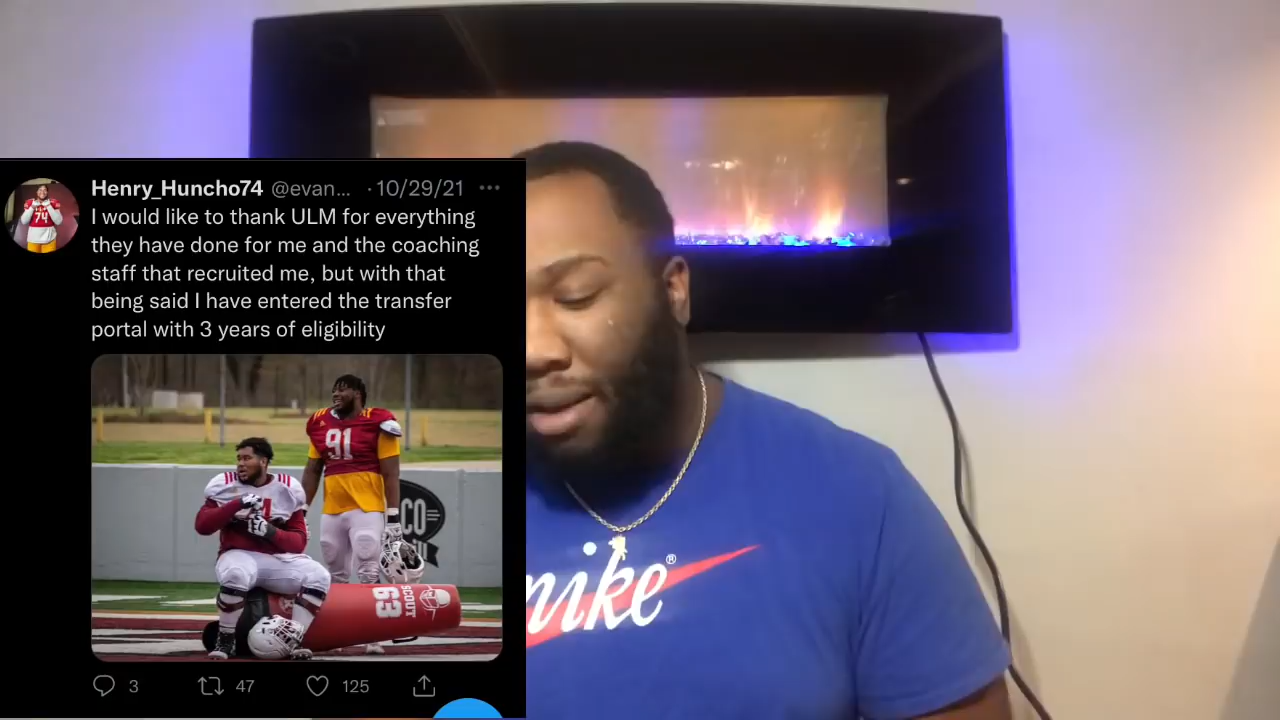 Henry_Huncho74 @evan... · 10/29/21 ···
I would like to thank ULM for everything
they have done for me and the coaching
staff that recruited me, but with that
being said I have entered the transfer
portal with 3 years of eligibility
74
91
CO
SCOUT
63
3 47 125
nike®